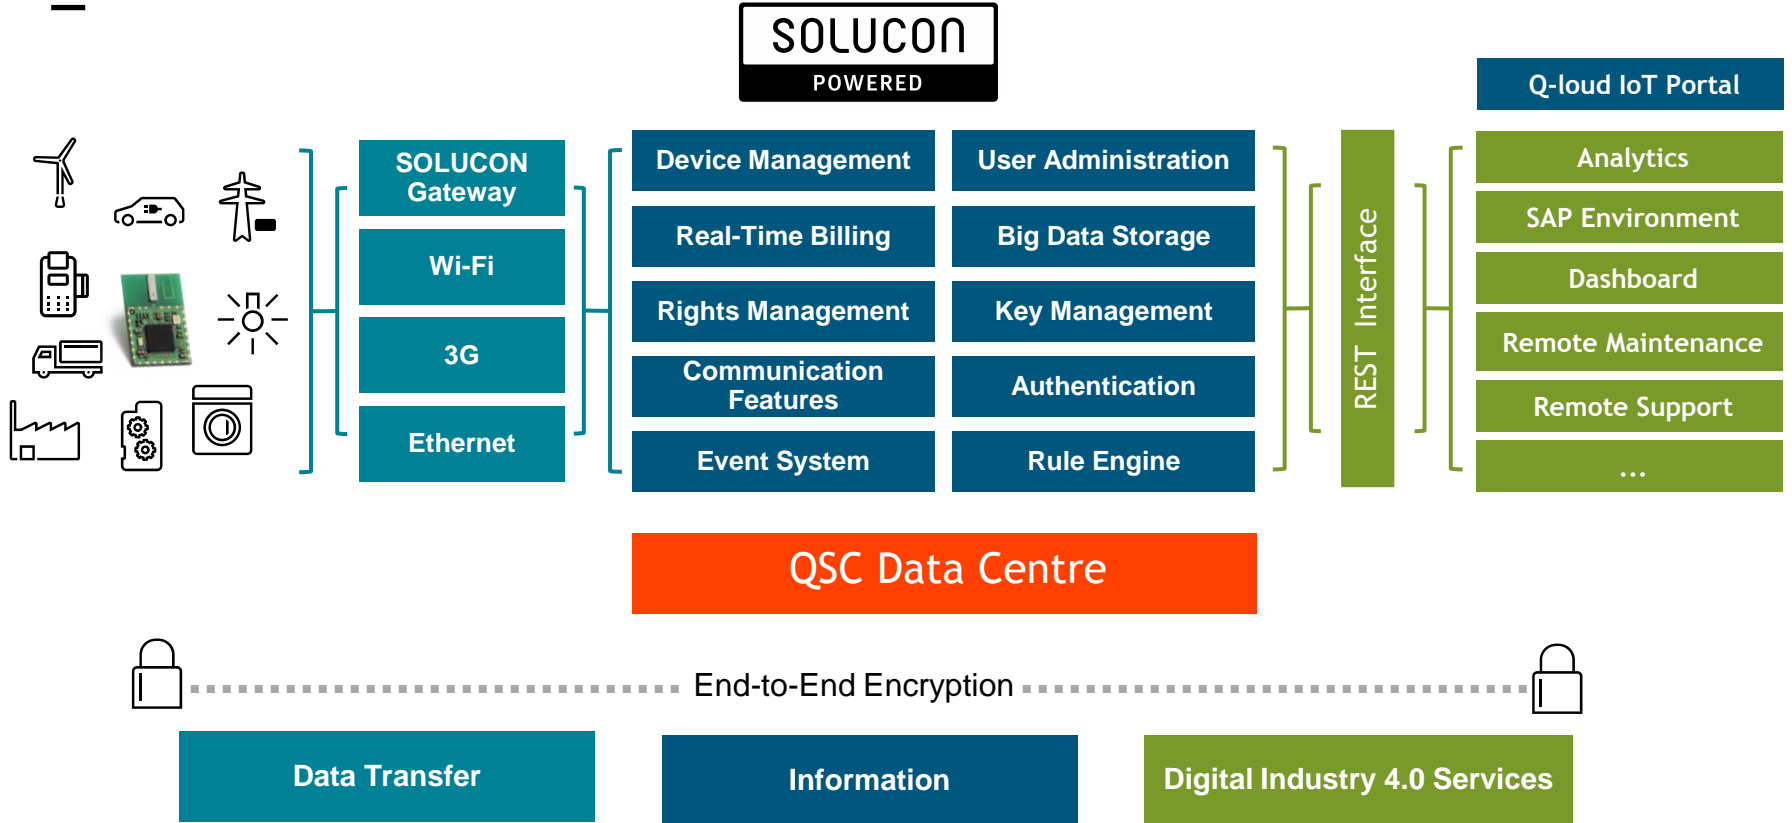 SOLUCON
POWERED
Q-loud IoT Portal
SOLUCON
Gateway
Wi-Fi
3G
Ethernet
Device Management
User Administration
Real-Time Billing
Big Data Storage
Rights Management
Key Management
Communication
Features
Authentication
Event System
Rule Engine
REST Interface
Analytics
SAP Environment
Dashboard
Remote Maintenance
Remote Support
...
QSC Data Centre
End-to-End Encryption
Data Transfer
Information
Digital Industry 4.0 Services